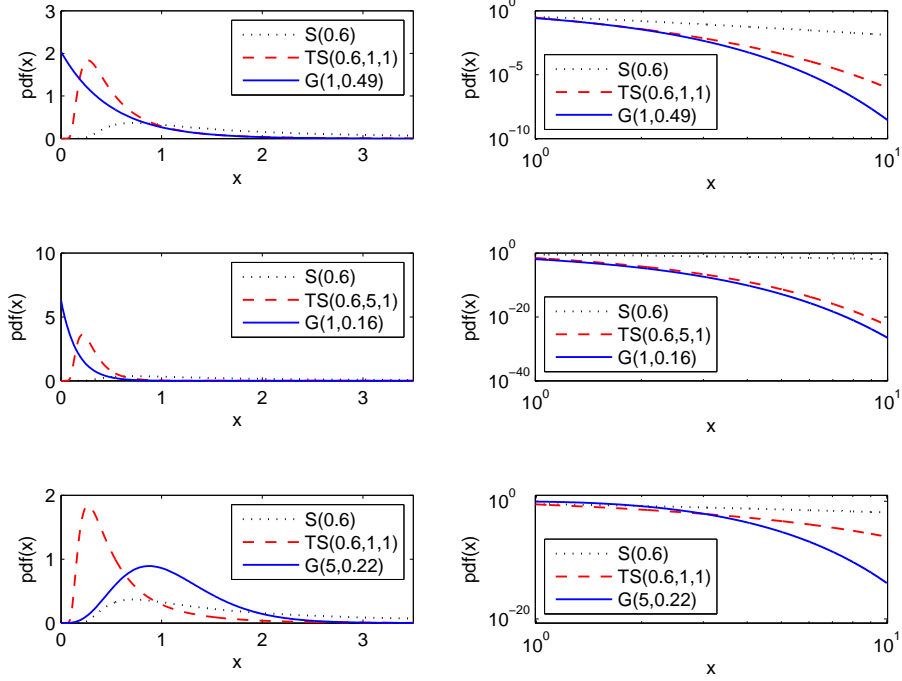 3
2
1
0
pdf(x)
0 1 2 3
x
S(0.6)
TS(0.6,1,1)
G(1,0.49)
10^0
10^-5
10^-10
pdf(x)
10^0 10^1
x
S(0.6)
TS(0.6,1,1)
G(1,0.49)
10
5
0
pdf(x)
0 1 2 3
x
S(0.6)
TS(0.6,5,1)
G(1,0.16)
10^0
10^-20
10^-40
pdf(x)
10^0 10^1
x
S(0.6)
TS(0.6,5,1)
G(1,0.16)
2
1
0
pdf(x)
0 1 2 3
x
S(0.6)
TS(0.6,1,1)
G(5,0.22)
10^0
10^-20
pdf(x)
10^0 10^1
x
S(0.6)
TS(0.6,1,1)
G(5,0.22)